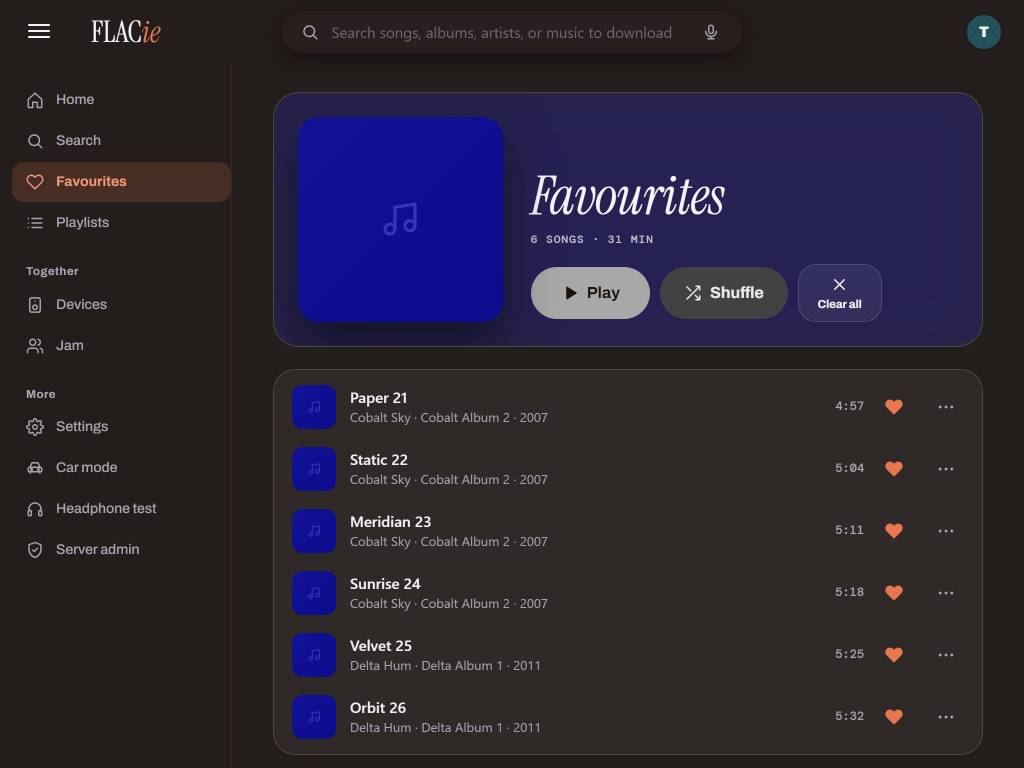 FLACie
Search songs, albums, artists, or music to download
T
Home
Search
Favourites
Playlists
Together
Devices
Jam
More
Settings
Car mode
Headphone test
Server admin
Favourites
6 SONGS · 31 MIN
Play
Shuffle
Clear all
Paper 21
Cobalt Sky · Cobalt Album 2 · 2007
4:57
Static 22
Cobalt Sky · Cobalt Album 2 · 2007
5:04
Meridian 23
Cobalt Sky · Cobalt Album 2 · 2007
5:11
Sunrise 24
Cobalt Sky · Cobalt Album 2 · 2007
5:18
Velvet 25
Delta Hum · Delta Album 1 · 2011
5:25
Orbit 26
Delta Hum · Delta Album 1 · 2011
5:32